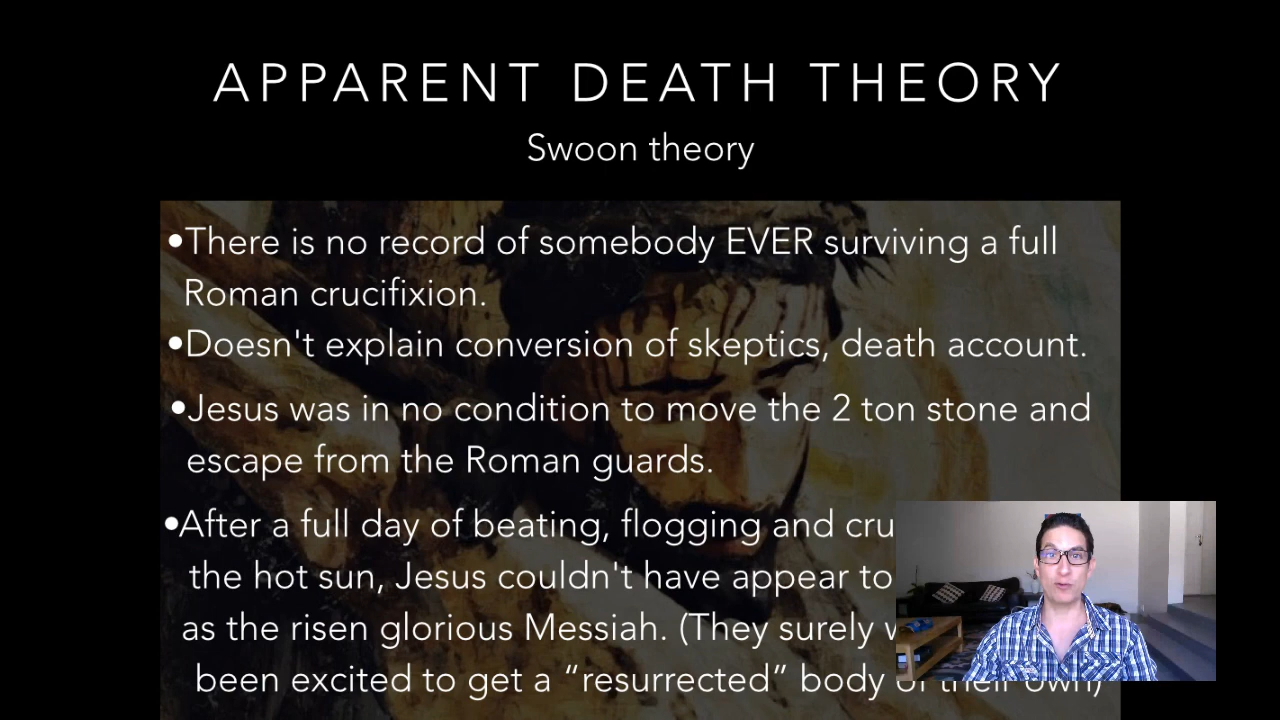 APPARENT DEATH THEORY
Swoon theory
•There is no record of somebody EVER surviving a full
Roman crucifixion.
•Doesn't explain conversion of skeptics, death account.
•Jesus was in no condition to move the 2 ton stone and
escape from the Roman guards.
•After a full day of beating, flogging and
the hot sun, Jesus couldn't have appear to
as the risen glorious Messiah. (They surely
been excited to get a “resurrected” body of their own)